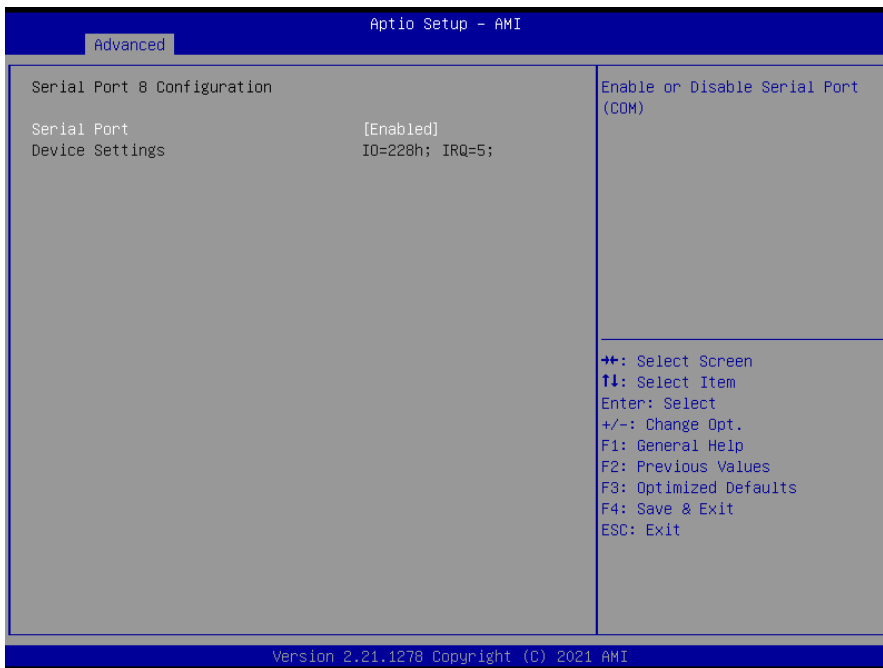 Aptio Setup – AMI
Advanced
Serial Port 8 Configuration
Serial Port [Enabled]
Device Settings IO=228h; IRQ=5;
Enable or Disable Serial Port
(COM)
→←: Select Screen
↑↓: Select Item
Enter: Select
+/-: Change Opt.
F1: General Help
F2: Previous Values
F3: Optimized Defaults
F4: Save & Exit
ESC: Exit
Version 2.21.1278 Copyright (C) 2021 AMI